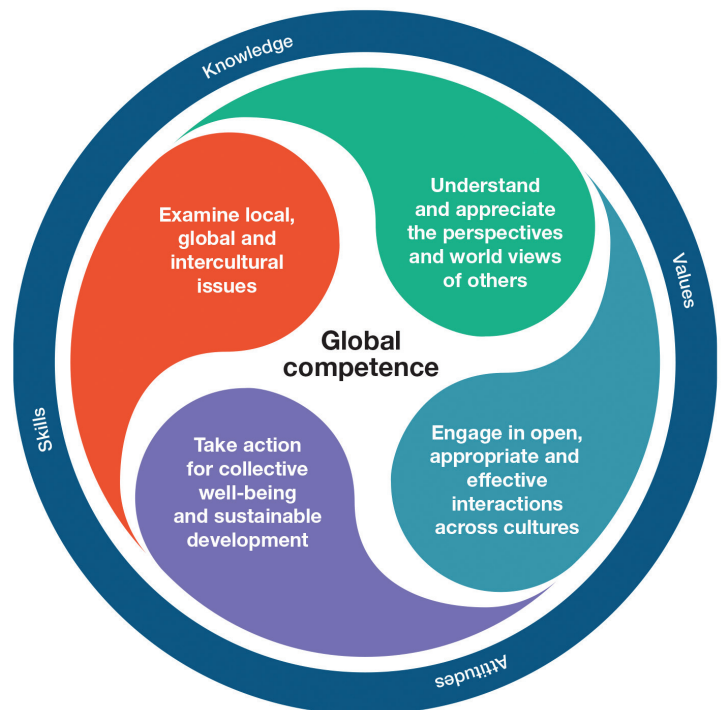 Knowledge
Understand
and appreciate
the perspectives
and world views
of others
Examine local,
global and
intercultural
issues
Values
Global
competence
Skills
Take action
for collective
well-being
and sustainable
development
Engage in open,
appropriate and
effective
interactions
across cultures
Attitudes